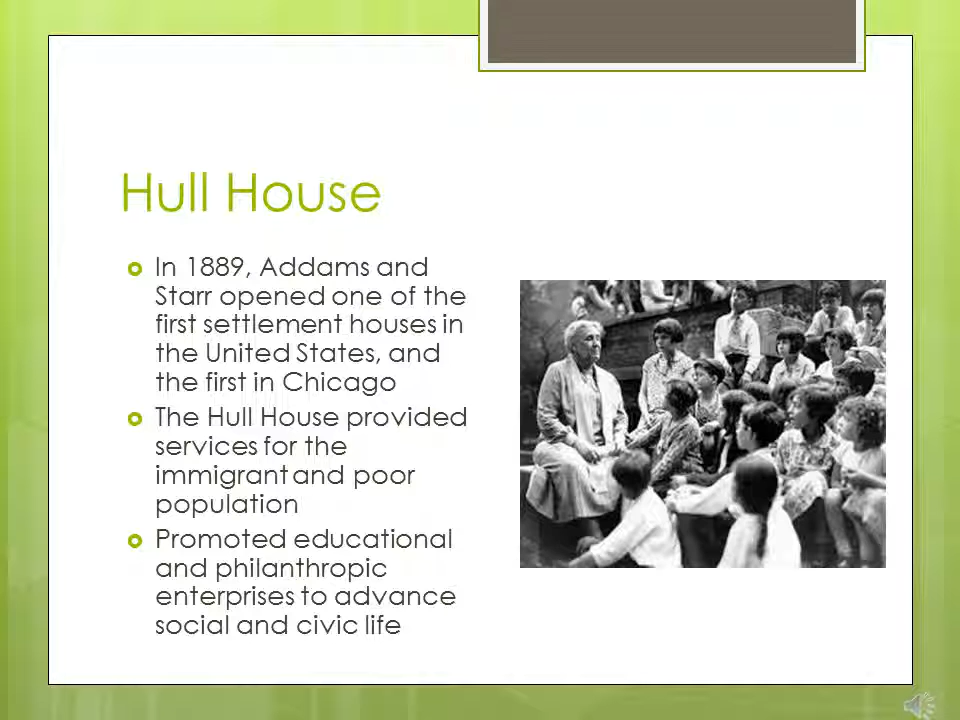 Hull House
In 1889, Addams and
Starr opened one of the
first settlement houses in
the United States, and
the first in Chicago
The Hull House provided
services for the
immigrant and poor
population
Promoted educational
and philanthropic
enterprises to advance
social and civic life